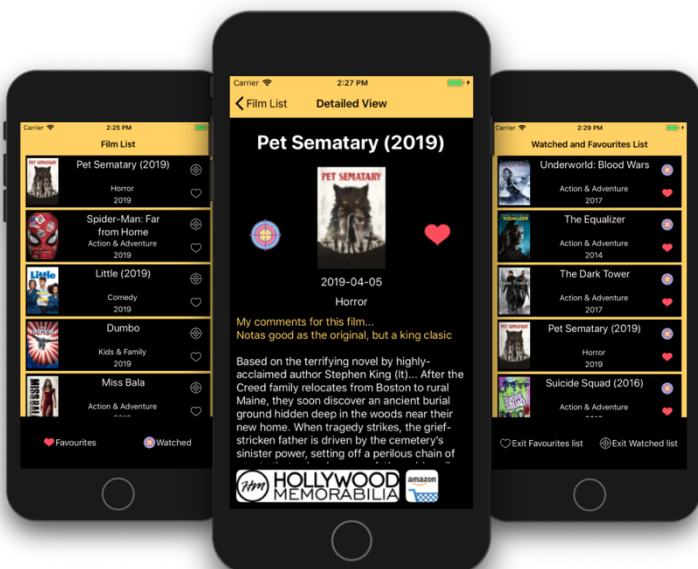 Carrier
2:25 PM
Film List
Pet Sematary (2019)
Horror
2019
Spider-Man: Far
from Home
Action & Adventure
2019
Little
Little (2019)
Comedy
2019
Dumbo
Kids & Family
2019
Miss Bala
Action & Adventure
Favourites
Watched
Carrier
2:27 PM
Film List
Detailed View
Pet Sematary (2019)
PET SEMATARY
2019-04-05
Horror
My comments for this film...
Notas good as the original, but a king clasic
Based on the terrifying novel by highly-
acclaimed author Stephen King (It)... After the
Creed family relocates from Boston to rural
Maine, they soon discover an ancient burial
ground hidden deep in the woods near their
new home. When tragedy strikes, the grief-
stricken father is driven by the cemetery's
sinister power, setting off a perilous chain of
Hm HOLLYWOOD
MEMORABILIA
amazon
Carrier
2:29 PM
Watched and Favourites List
Underworld: Blood Wars
Action & Adventure
2017
EQUALIZER
The Equalizer
Action & Adventure
2014
The Dark Tower
Action & Adventure
2017
PET SEMATARY
Pet Sematary (2019)
Horror
2019
Suicide Squad (2016)
Action & Adventure
Exit Favourites list
Exit Watched list